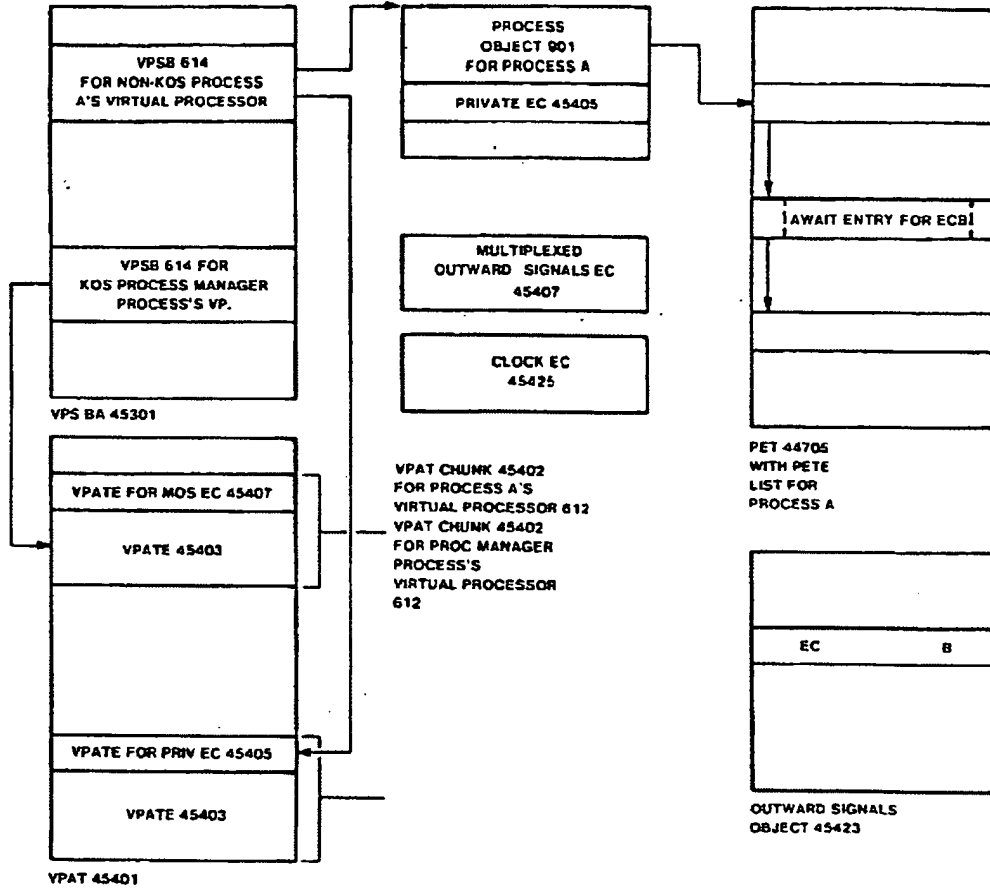 VPSB 614
FOR NON-KOS PROCESS
A'S VIRTUAL PROCESSOR
VPSB 614 FOR
KOS PROCESS MANAGER
PROCESS'S VP.
VPS BA 45301
VPATE FOR MOS EC 45407
VPATE 45403
VPATE FOR PRIV EC 45405
VPATE 45403
VPAT 45401
PROCESS
OBJECT 901
FOR PROCESS A
PRIVATE EC 45405
MULTIPLEXED
OUTWARD SIGNALS EC
45407
CLOCK EC
45425
VPAT CHUNK 45402
FOR PROCESS A'S
VIRTUAL PROCESSOR 612
VPAT CHUNK 45402
FOR PROC MANAGER
PROCESS'S
VIRTUAL PROCESSOR
612
AWAIT ENTRY FOR ECB
PET 44705
WITH PETE
LIST FOR
PROCESS A
EC B
OUTWARD SIGNALS
OBJECT 45423